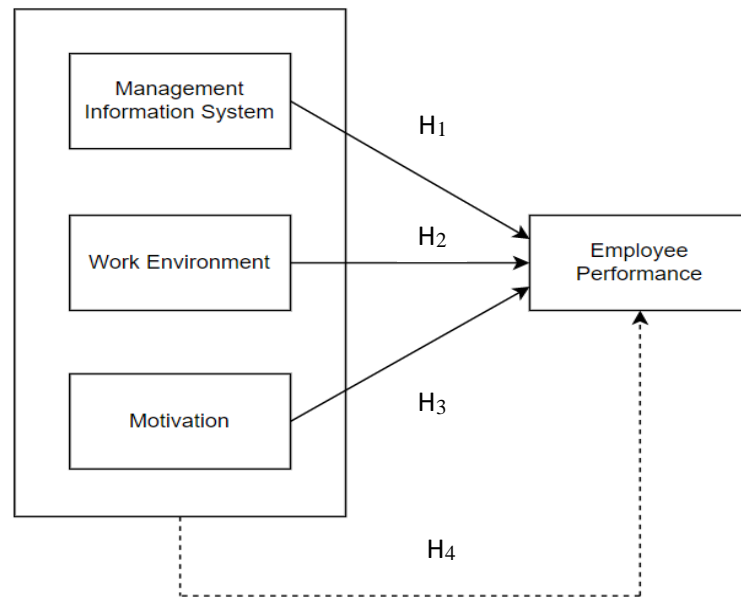 Management
Information System
H1
Work Environment
H2
Employee
Performance
Motivation
H3
H4